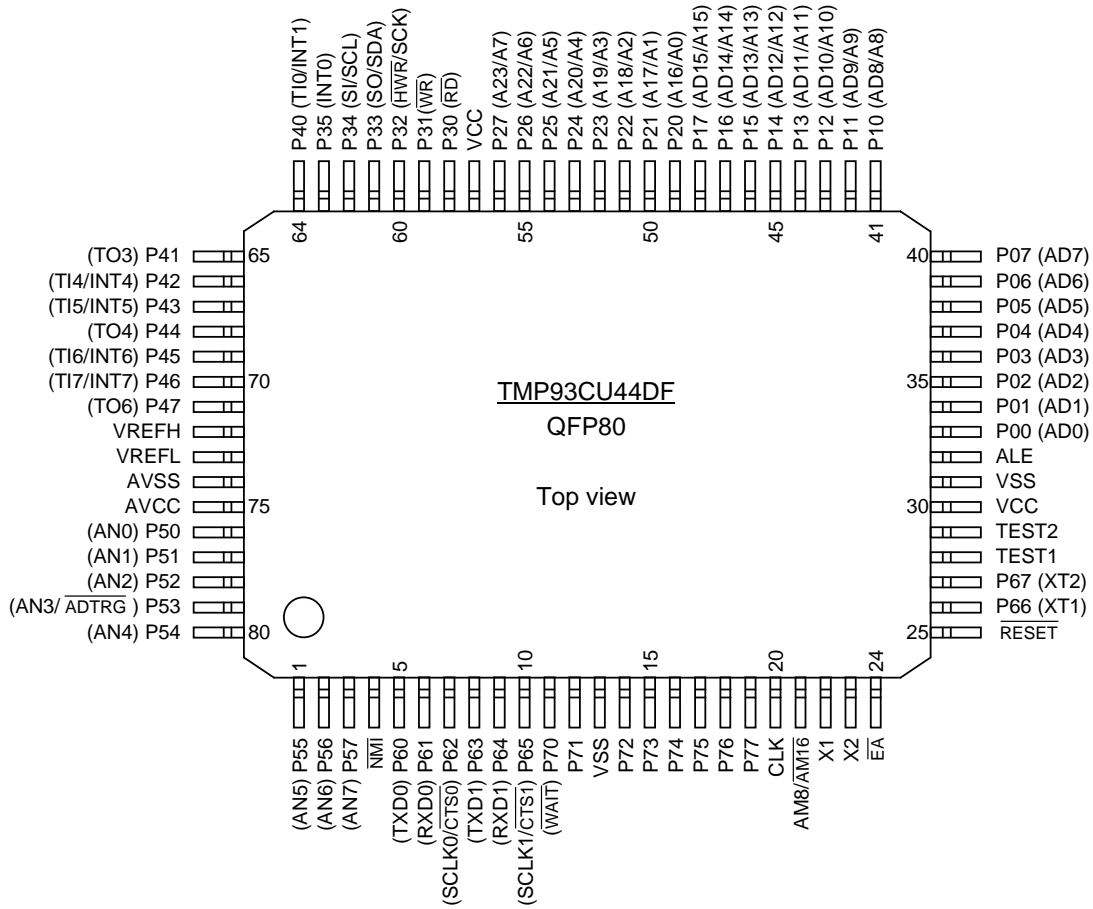 P40 (TI0/INT1)
P35 (INT0)
P34 (SI/SCL)
P33 (SO/SDA)
P32 (HWR/SCK)
P31(WR)
P30 (RD)
VCC
P27 (A23/A7)
P26 (A22/A6)
P25 (A21/A5)
P24 (A20/A4)
P23 (A19/A3)
P22 (A18/A2)
P21 (A17/A1)
P20 (A16/A0)
P17 (AD15/A15)
P16 (AD14/A14)
P15 (AD13/A13)
P14 (AD12/A12)
P13 (AD11/A11)
P12 (AD10/A10)
P11 (AD9/A9)
P10 (AD8/A8)
64
60
55
50
45
41
(TO3) P41
(TI4/INT4) P42
(TI5/INT5) P43
(TO4) P44
(TI6/INT6) P45
(TI7/INT7) P46
(TO6) P47
VREFH
VREFL
AVSS
AVCC
(AN0) P50
(AN1) P51
(AN2) P52
(AN3/ ADTRG ) P53
(AN4) P54
65
70
75
80
TMP93CU44DF
QFP80
Top view
40
35
30
25
P07 (AD7)
P06 (AD6)
P05 (AD5)
P04 (AD4)
P03 (AD3)
P02 (AD2)
P01 (AD1)
P00 (AD0)
ALE
VSS
VCC
TEST2
TEST1
P67 (XT2)
P66 (XT1)
RESET
1
5
10
15
20
24
(AN5) P55
(AN6) P56
(AN7) P57
NMI
(TXD0) P60
(RXD0) P61
(SCLK0/CTS0) P62
(TXD1) P63
(RXD1) P64
(SCLK1/CTS1) P65
(WAIT) P70
P71
VSS
P72
P73
P74
P75
P76
P77
CLK
AM8/AM16
X1
X2
EA